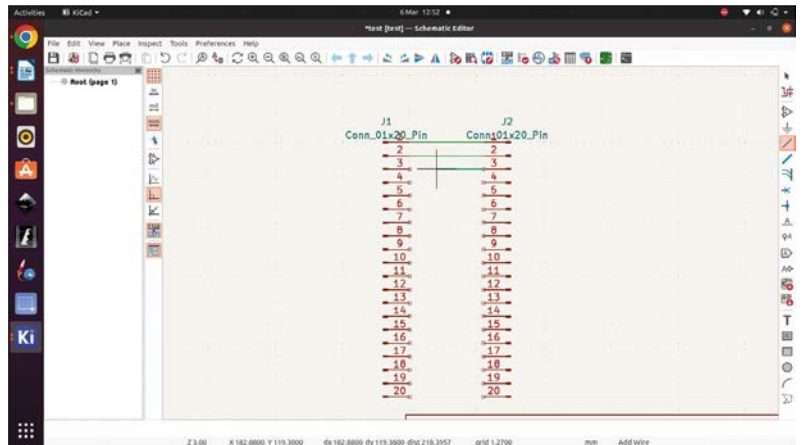 Activities
KiCad
6 Mar 12:52
*test [test] — Schematic Editor
File Edit View Place Inspect Tools Preferences Help
Schematic Hierarchy
Root (page 1)
J1
J2
Conn_01x20_Pin
Conn_01x20_Pin
2 2
3 3
4 4
5 5
6 6
7 7
8 8
9 9
10 10
11 11
12 12
13 13
14 14
15 15
16 16
17 17
18 18
19 19
20 20
Ki
Z 3.00 X 182.8800 Y 119.3800 dx 182.8800 dy 119.3800 dist 218.3957 grid 1.2700 mm Add Wire